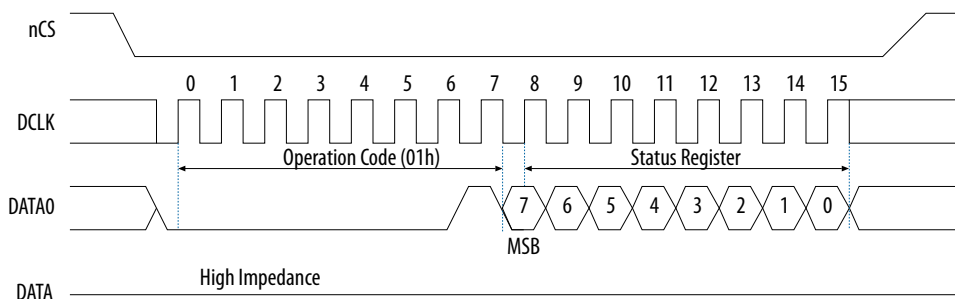 nCS
0 1 2 3 4 5 6 7 8 9 10 11 12 13 14 15
DCLK
Operation Code (01h) Status Register
DATA0 7 6 5 4 3 2 1 0
MSB
High Impedance
DATA